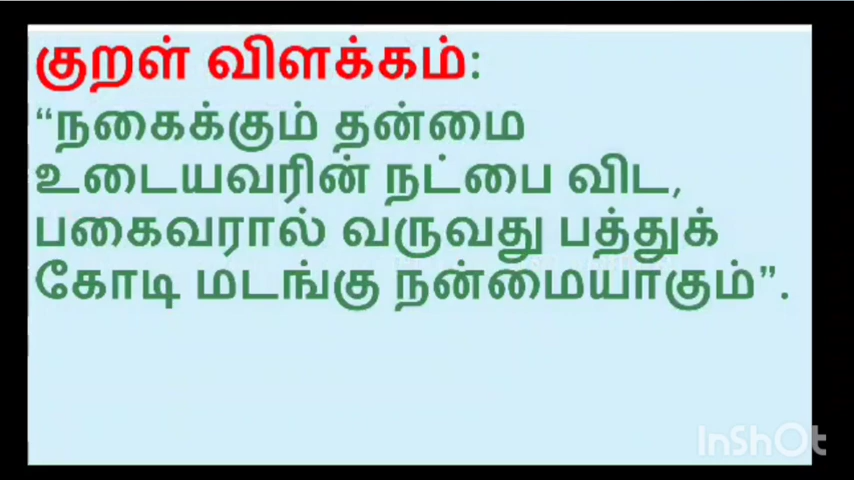 குறள் விளக்கம்:
“நகைக்கும் தன்மை
உடையவரின் நட்பை விட,
பகைவரால் வருவது பத்துக்
கோடி மடங்கு நன்மையாகும்”.
InShOt